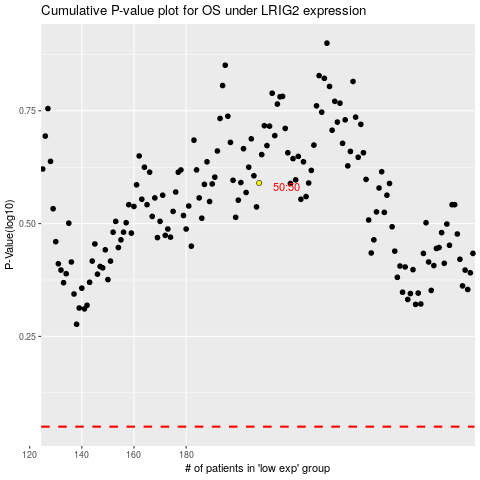 Cumulative P-value plot for OS under LRIG2 expression
P-Value(log10)
0.75
0.50
0.25
50:50
120 140 160 180
# of patients in 'low exp' group